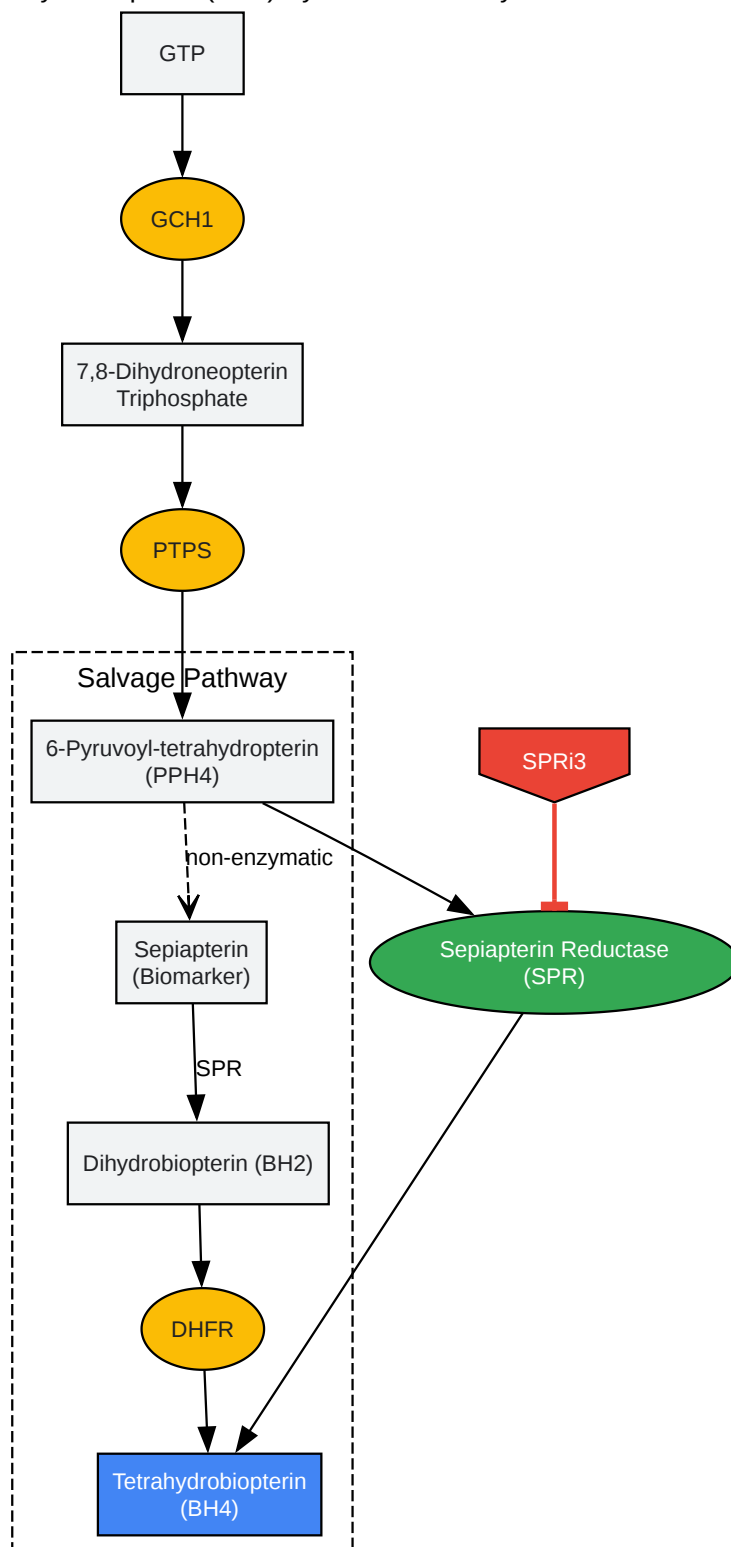 GTP
GCH1
7,8-Dihydroneopterin
Triphosphate
PTPS
Salvage Pathway
6-Pyruvoyl-tetrahydropterin
(PPH4)
SPRi3
non-enzymatic
Sepiapterin
(Biomarker)
Sepiapterin Reductase
(SPR)
SPR
Dihydrobiopterin (BH2)
DHFR
Tetrahydrobiopterin
(BH4)